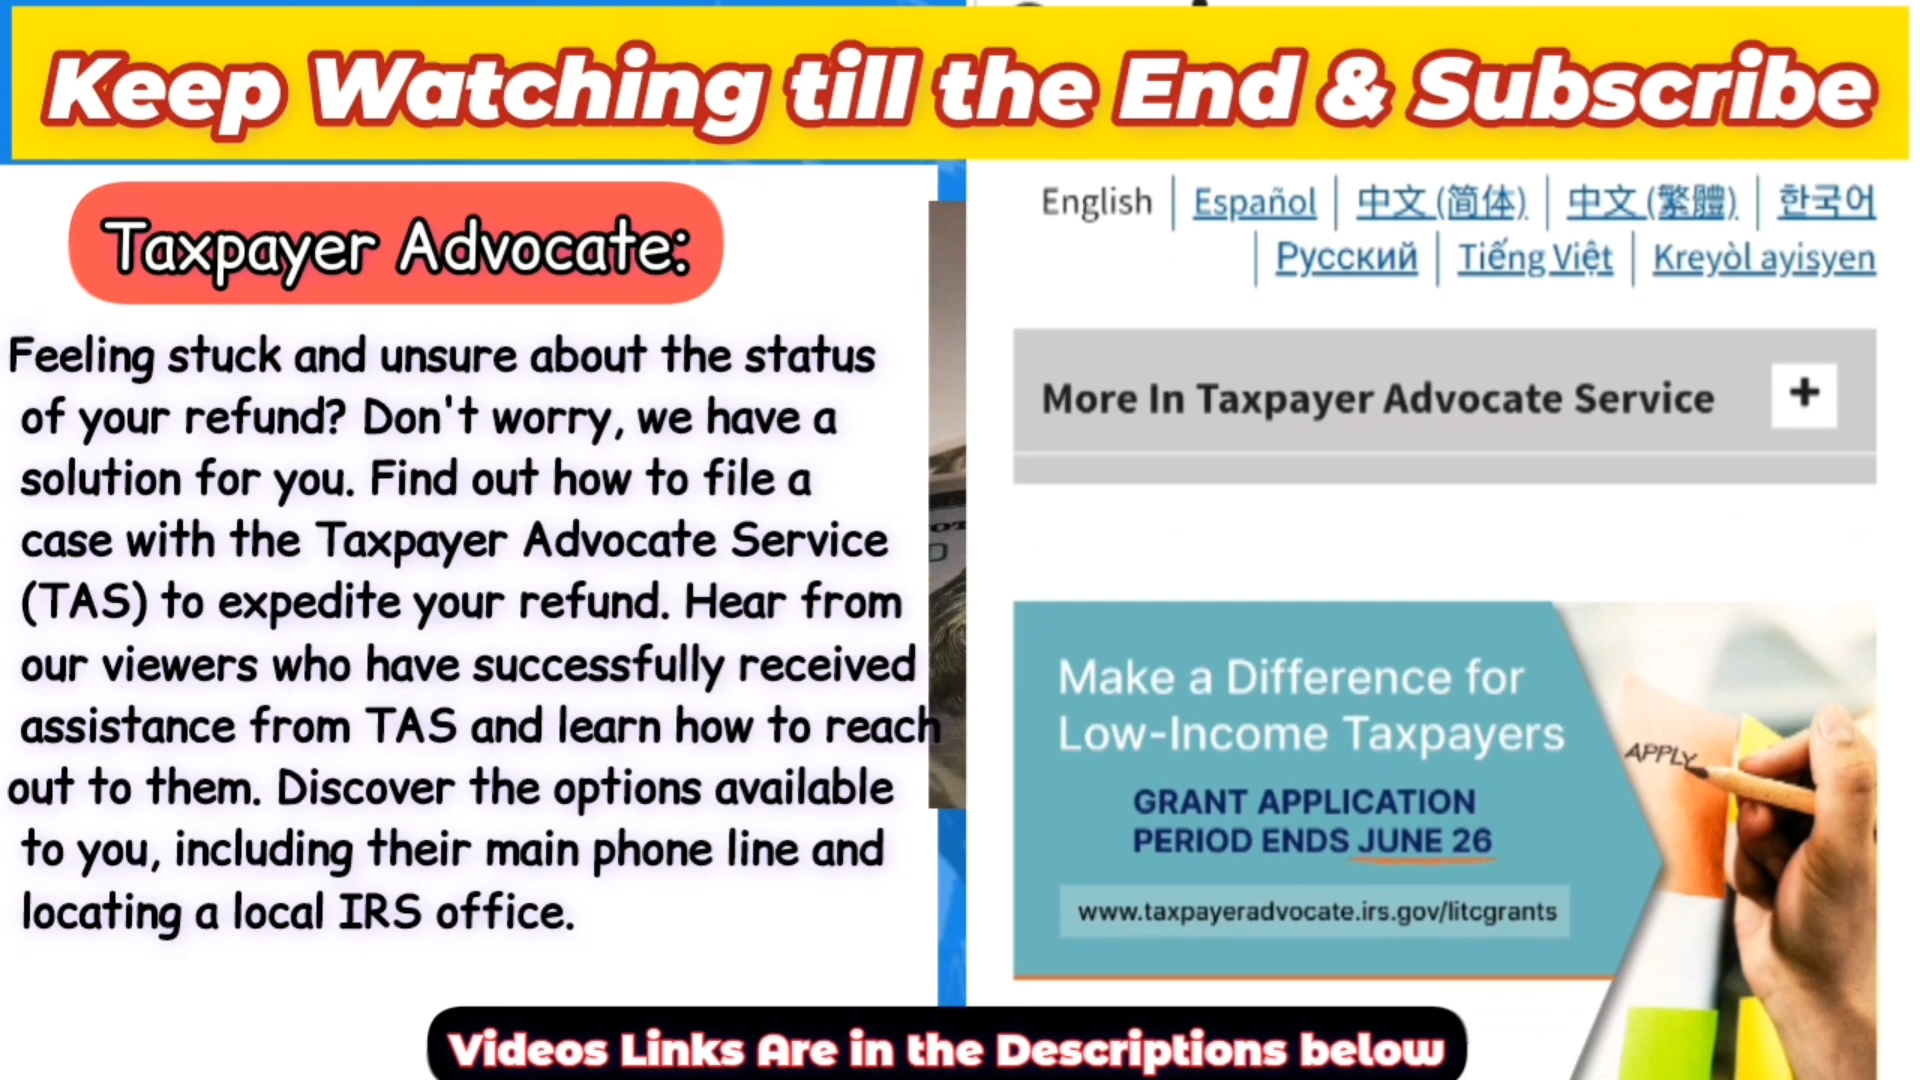 Keep Watching till the End & Subscribe
Taxpayer Advocate:
Feeling stuck and unsure about the status
of your refund? Don't worry, we have a
solution for you. Find out how to file a
case with the Taxpayer Advocate Service
(TAS) to expedite your refund. Hear from
our viewers who have successfully received
assistance from TAS and learn how to reach
out to them. Discover the options available
to you, including their main phone line and
locating a local IRS office.
English | Español | 中文 (简体) | 中文 (繁體) | 한국어
| Русский | Tiếng Việt | Kreyòl ayisyen
More In Taxpayer Advocate Service +
Make a Difference for
Low-Income Taxpayers
GRANT APPLICATION
PERIOD ENDS JUNE 26
www.taxpayeradvocate.irs.gov/litcgrants
APPLY
Videos Links Are in the Descriptions below